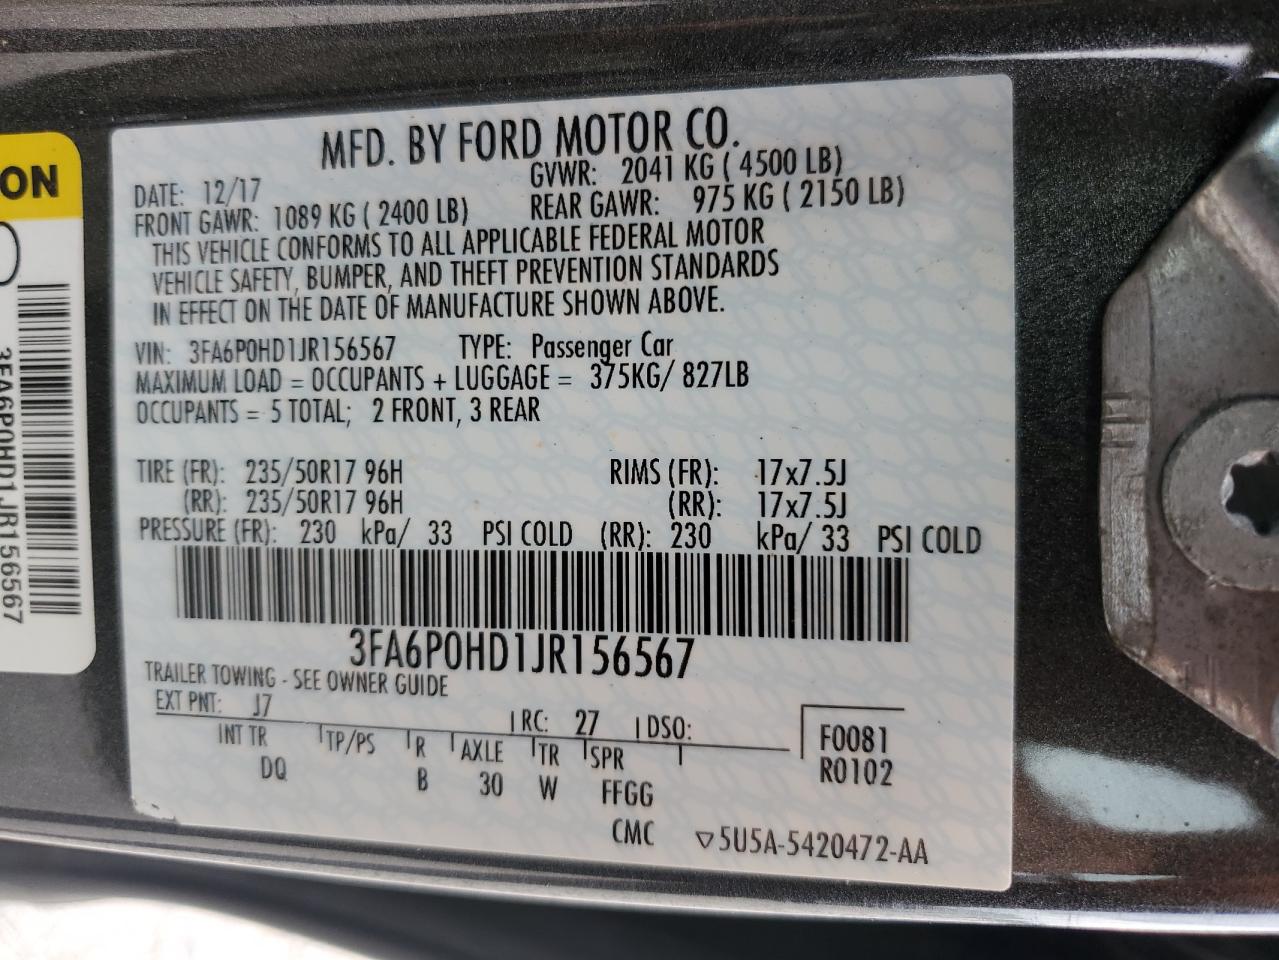 MFD. BY FORD MOTOR CO.
DATE: 12/17 GVWR: 2041 KG ( 4500 LB)
FRONT GAWR: 1089 KG ( 2400 LB) REAR GAWR: 975 KG ( 2150 LB)
THIS VEHICLE CONFORMS TO ALL APPLICABLE FEDERAL MOTOR
VEHICLE SAFETY, BUMPER, AND THEFT PREVENTION STANDARDS
IN EFFECT ON THE DATE OF MANUFACTURE SHOWN ABOVE.
VIN: 3FA6P0HD1JR156567 TYPE: Passenger Car
MAXIMUM LOAD = OCCUPANTS + LUGGAGE = 375KG/ 827LB
OCCUPANTS = 5 TOTAL; 2 FRONT, 3 REAR
TIRE (FR): 235/50R17 96H RIMS (FR): 17x7.5J
(RR): 235/50R17 96H (RR): 17x7.5J
PRESSURE (FR): 230 kPa/ 33 PSI COLD (RR): 230 kPa/ 33 PSI COLD
3FA6P0HD1JR156567
TRAILER TOWING - SEE OWNER GUIDE
EXT PNT: J7 RC: 27 DSO:
INT TR TP/PS R AXLE TR SPR
DQ B 30 W FFGG
CMC
F0081
R0102
▽5U5A-5420472-AA
ON
3FA6P0HD1JR156567